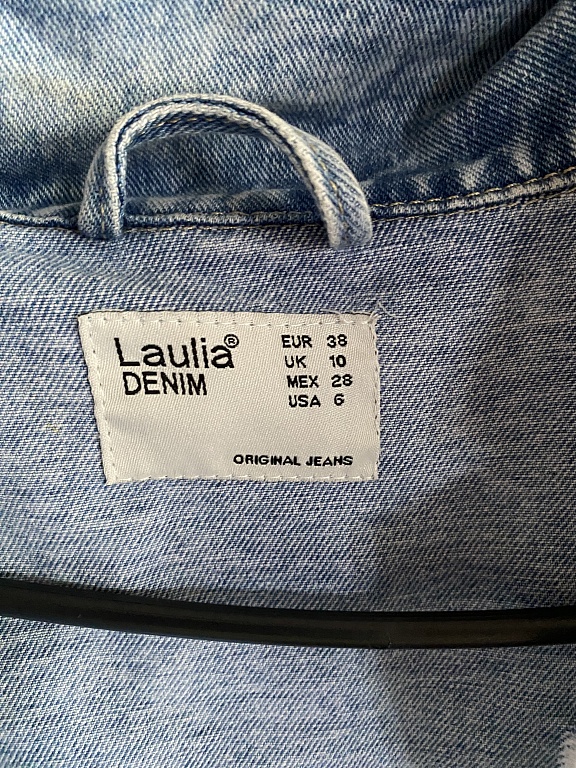 Laulia®
DENIM
EUR 38
UK 10
MEX 28
USA 6
ORIGINAL JEANS